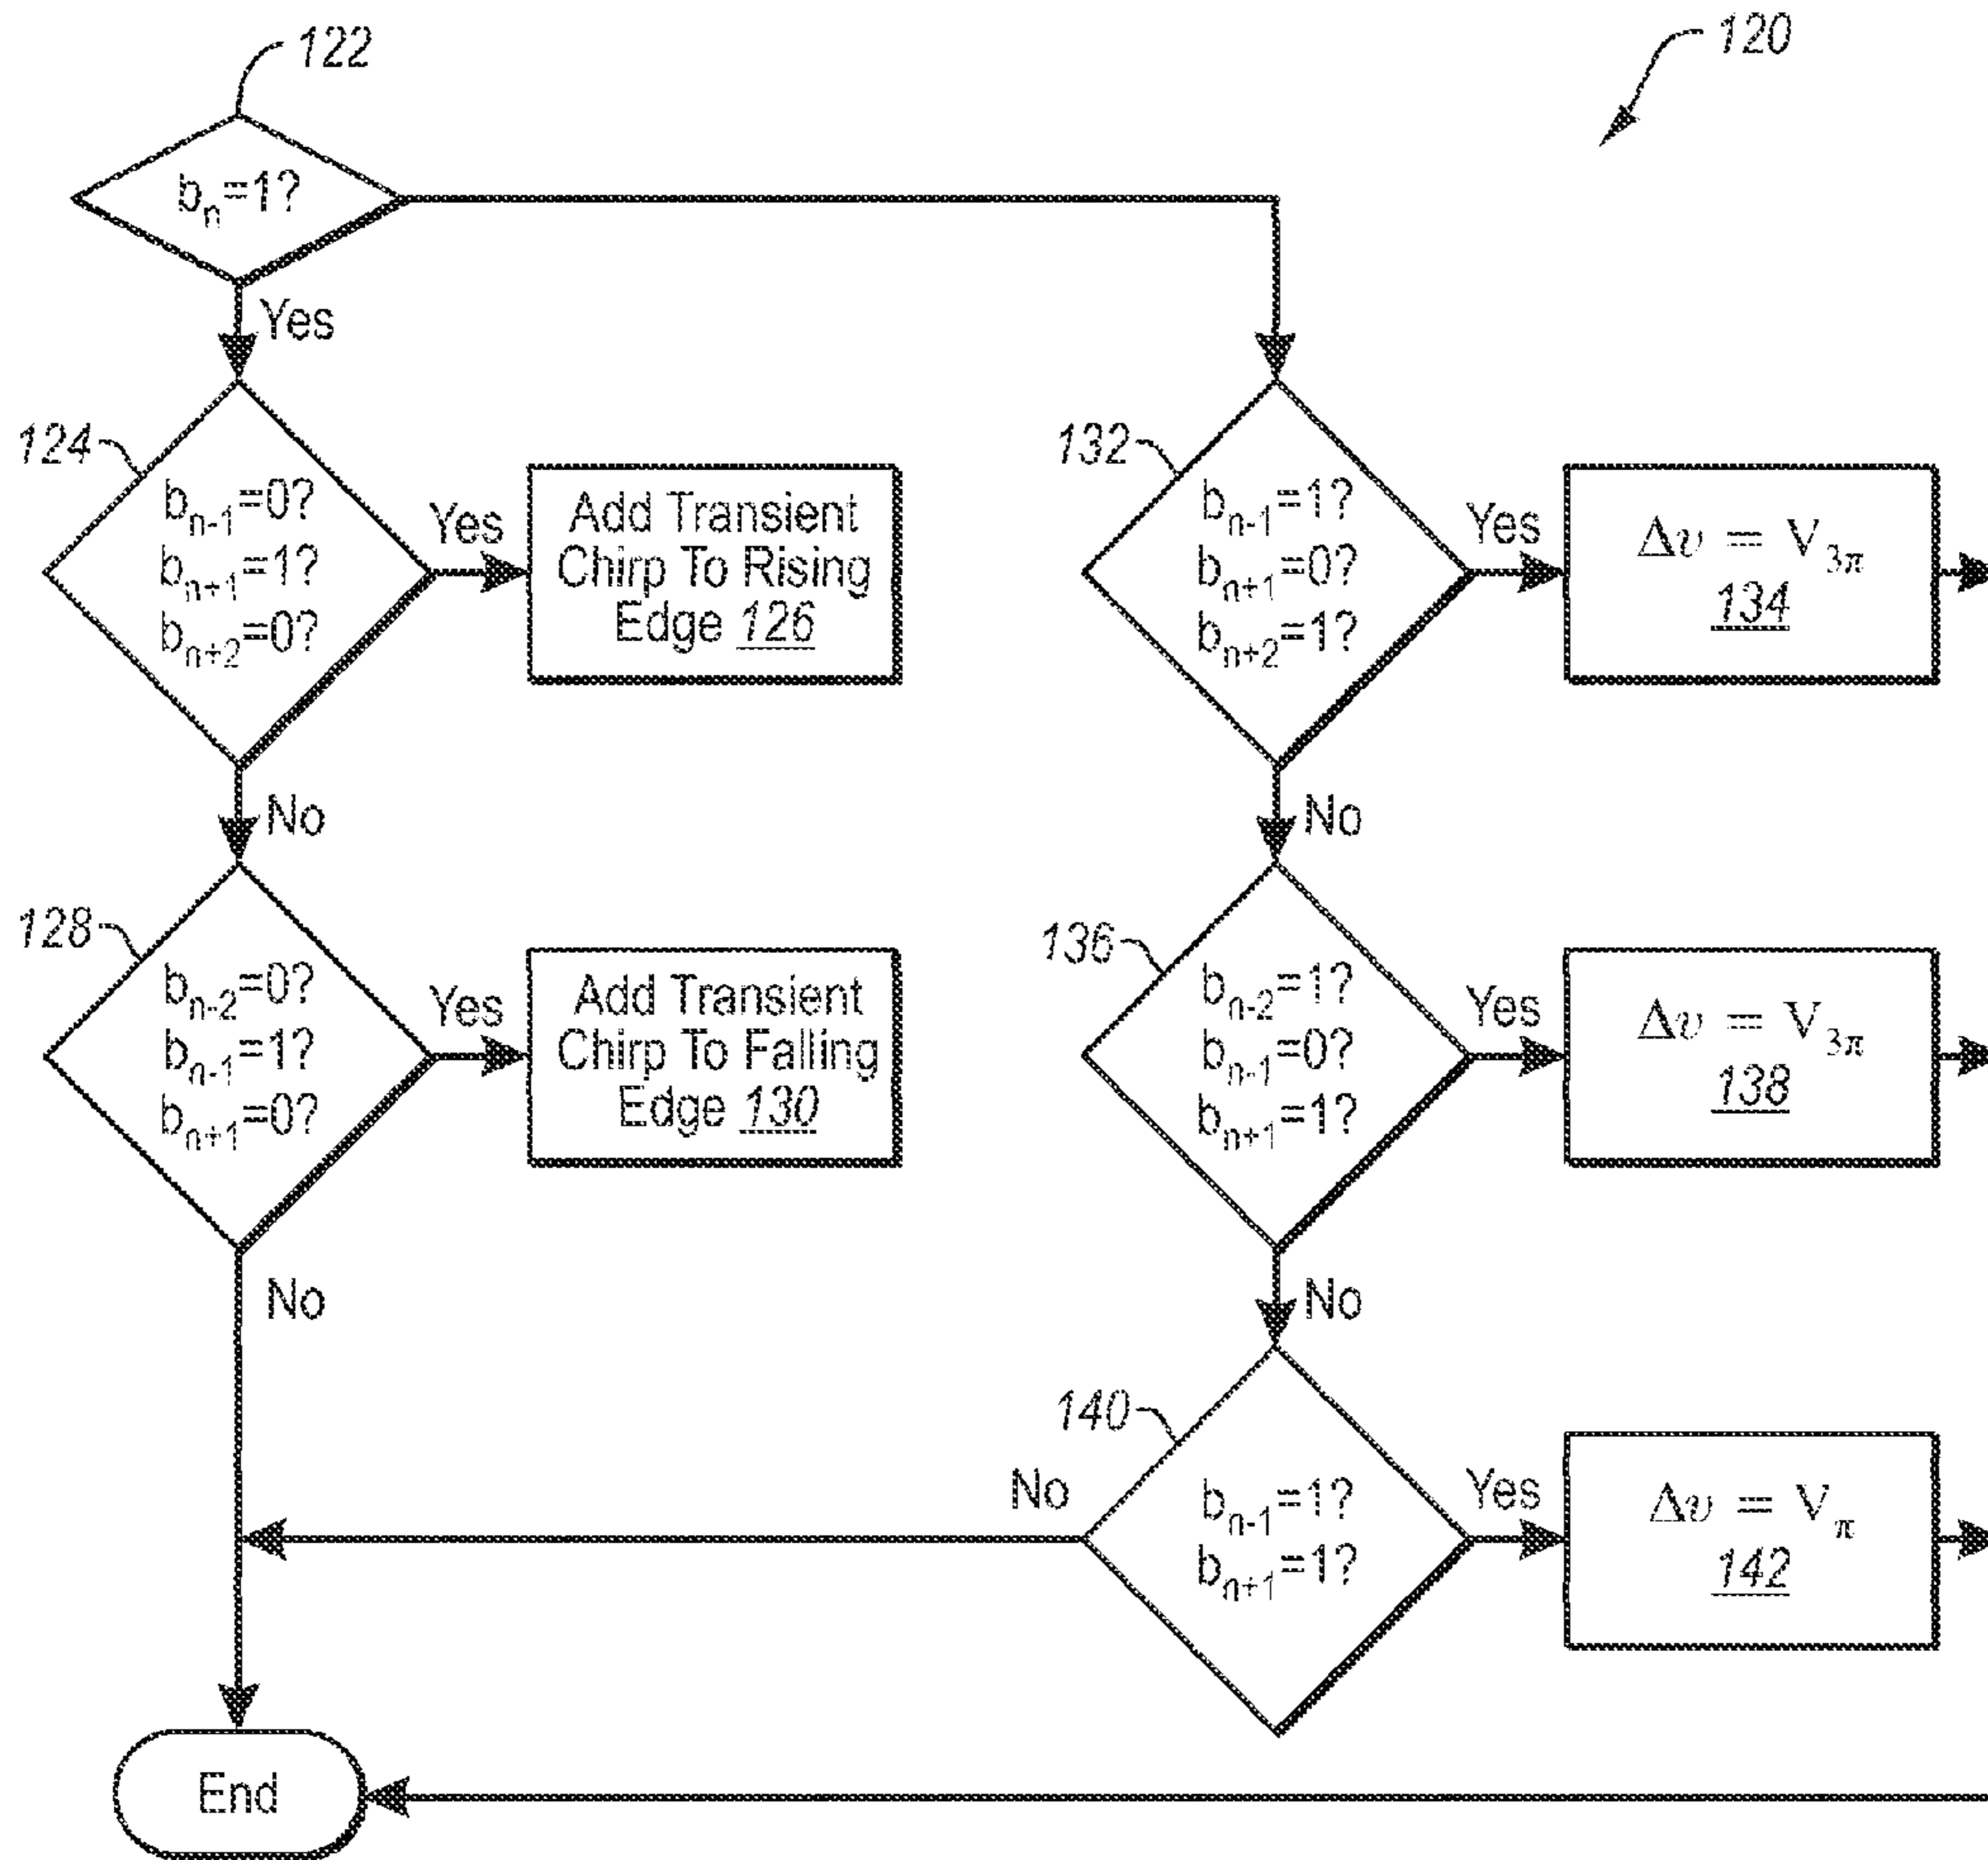 122
120
bₙ=1?
Yes
124
bₙ₋₁=0?
bₙ₊₁=1?
bₙ₊₂=0?
Yes
Add Transient
Chirp To Rising
Edge 126
132
bₙ₋₁=1?
bₙ₊₁=0?
bₙ₊₂=1?
Yes
Δυ = V₃π
134
No
No
128
bₙ₋₂=0?
bₙ₋₁=1?
bₙ₊₁=0?
Yes
Add Transient
Chirp To Falling
Edge 130
136
bₙ₋₂=1?
bₙ₋₁=0?
bₙ₊₁=1?
Yes
Δυ = V₃π
138
No
No
140
No
bₙ₋₁=1?
bₙ₊₁=1?
Yes
Δυ = Vπ
142
End